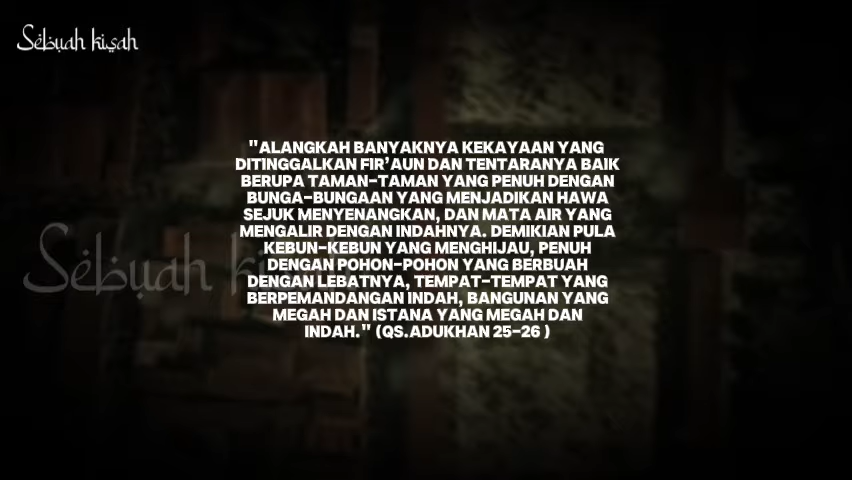 Sebuah kisah
"ALANGKAH BANYAKNYA KEKAYAAN YANG
DITINGGALKAN FIR'AUN DAN TENTARANYA BAIK
BERUPA TAMAN-TAMAN YANG PENUH DENGAN
BUNGA-BUNGAAN YANG MENJADIKAN HAWA
SEJUK MENYENANGKAN, DAN MATA AIR YANG
MENGALIR DENGAN INDAHNYA. DEMIKIAN PULA
KEBUN-KEBUN YANG MENGHIJAU, PENUH
DENGAN POHON-POHON YANG BERBUAH
DENGAN LEBATNYA, TEMPAT-TEMPAT YANG
BERPEMANDANGAN INDAH, BANGUNAN YANG
MEGAH DAN ISTANA YANG MEGAH DAN
INDAH." (QS.ADUKHAN 25-26 )
Sebuah